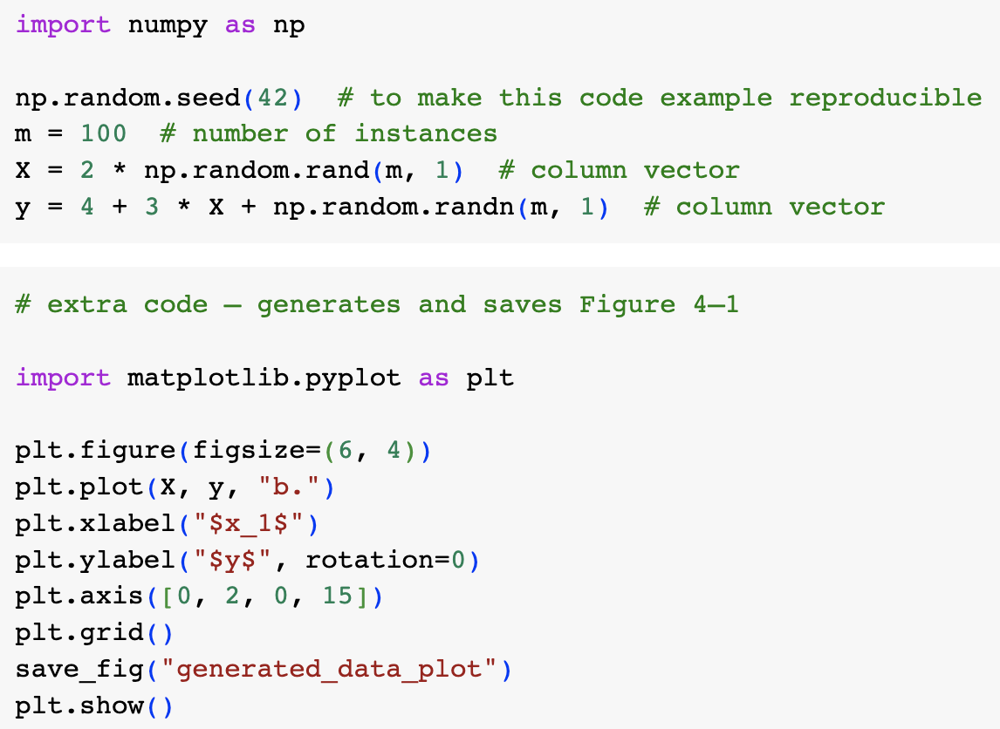 import numpy as np
np.random.seed(42)  # to make this code example reproducible
m = 100  # number of instances
X = 2 * np.random.rand(m, 1)  # column vector
y = 4 + 3 * X + np.random.randn(m, 1)  # column vector
# extra code – generates and saves Figure 4–1
import matplotlib.pyplot as plt
plt.figure(figsize=(6, 4))
plt.plot(X, y, "b.")
plt.xlabel("$x_1$")
plt.ylabel("$y$", rotation=0)
plt.axis([0, 2, 0, 15])
plt.grid()
save_fig("generated_data_plot")
plt.show()